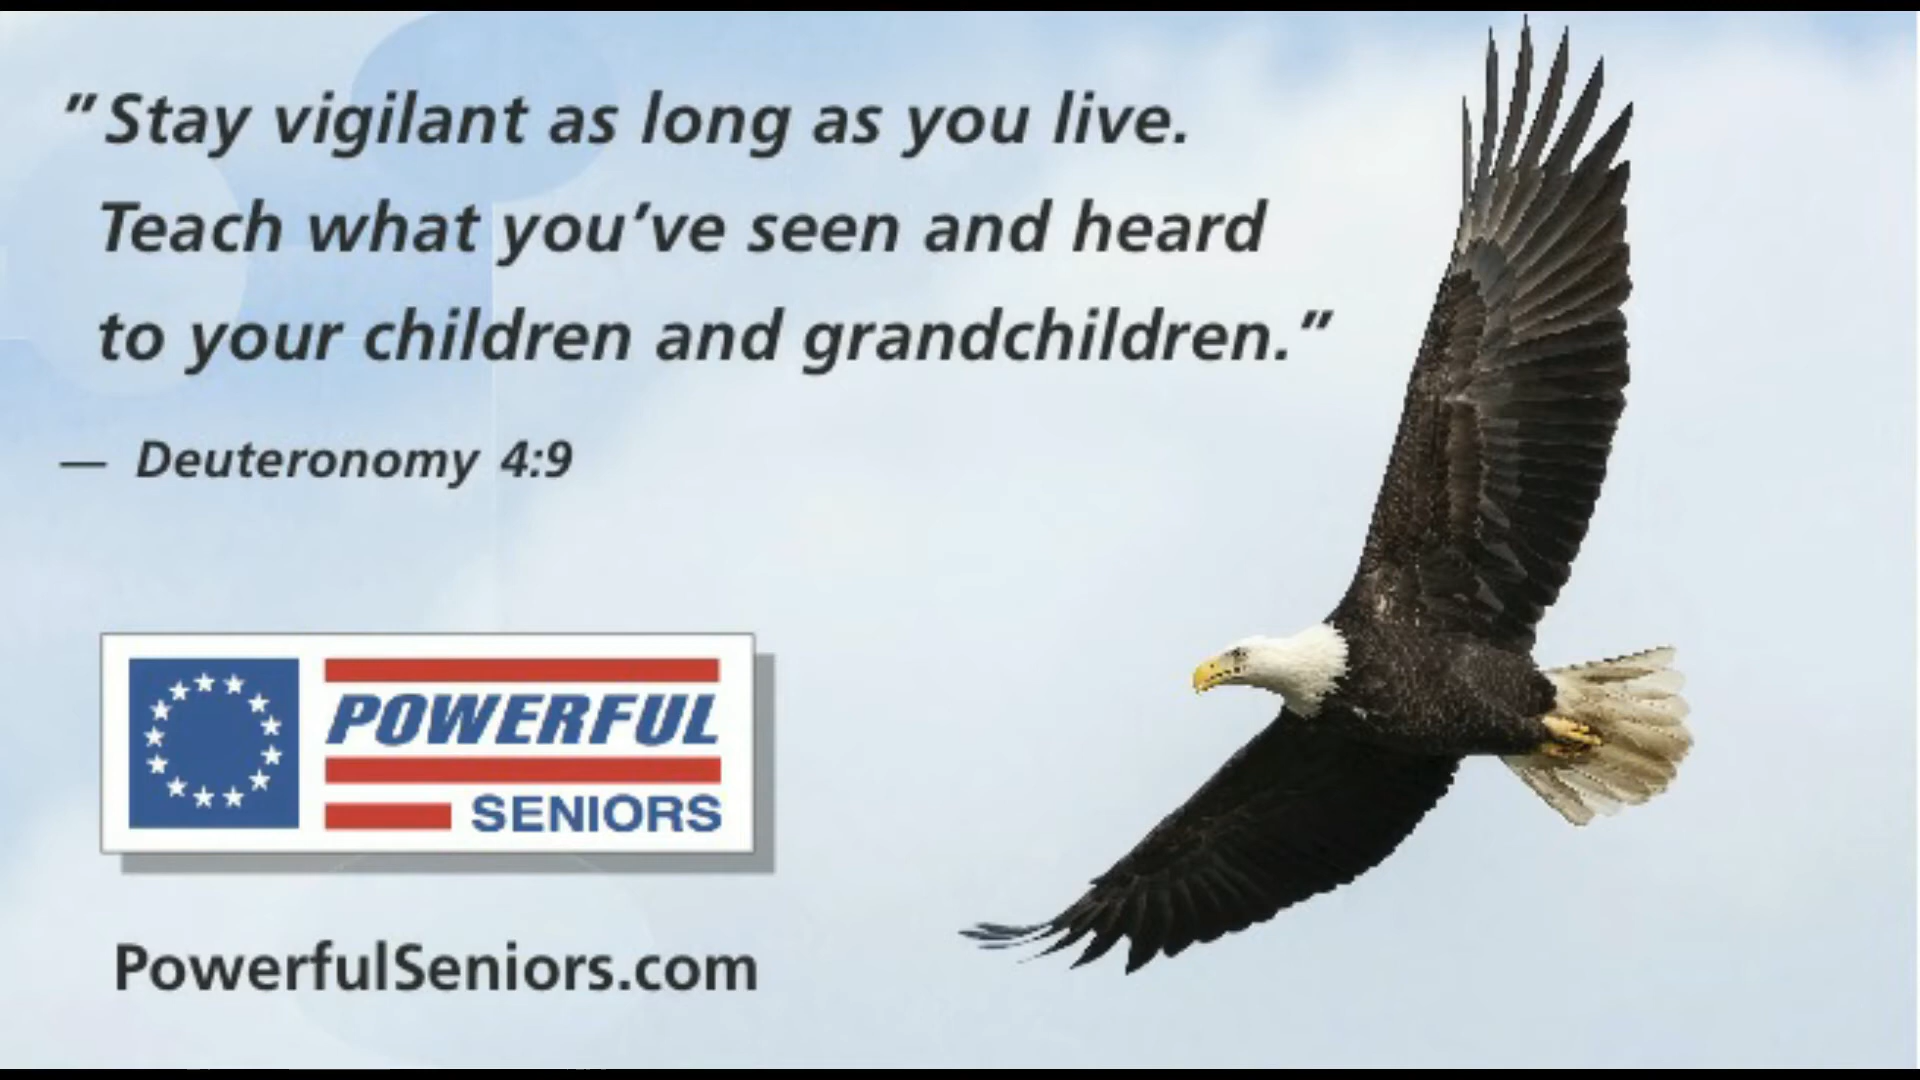 "Stay vigilant as long as you live.
Teach what you've seen and heard
to your children and grandchildren."
— Deuteronomy 4:9
POWERFUL
SENIORS
PowerfulSeniors.com